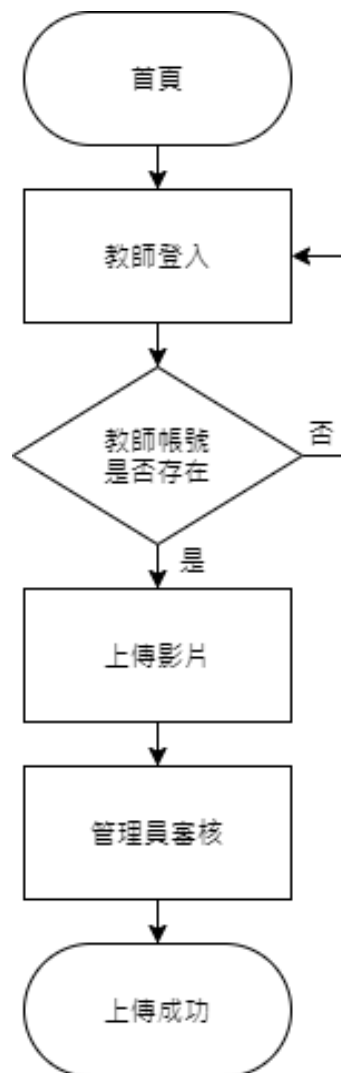 首頁
教師登入
教師帳號
是否存在
否
是
上傳影片
管理員審核
上傳成功